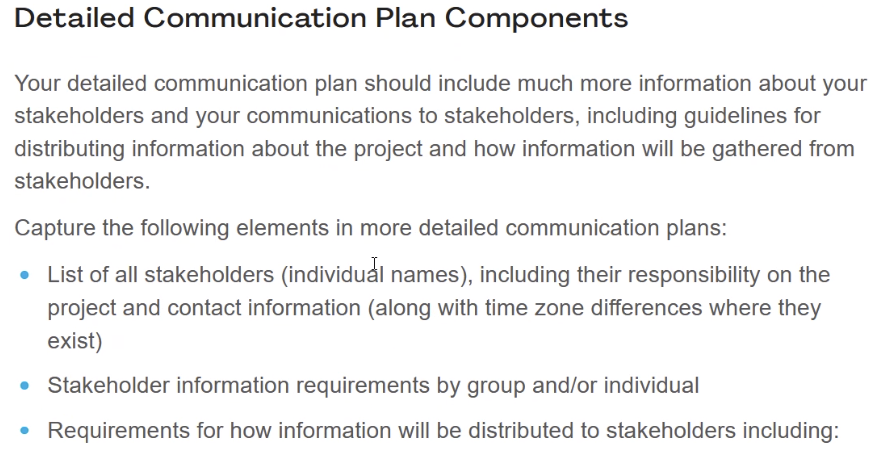 Detailed Communication Plan Components
Your detailed communication plan should include much more information about your
stakeholders and your communications to stakeholders, including guidelines for
distributing information about the project and how information will be gathered from
stakeholders.
Capture the following elements in more detailed communication plans:
• List of all stakeholders (individual names), including their responsibility on the
project and contact information (along with time zone differences where they
exist)
• Stakeholder information requirements by group and/or individual
• Requirements for how information will be distributed to stakeholders including: